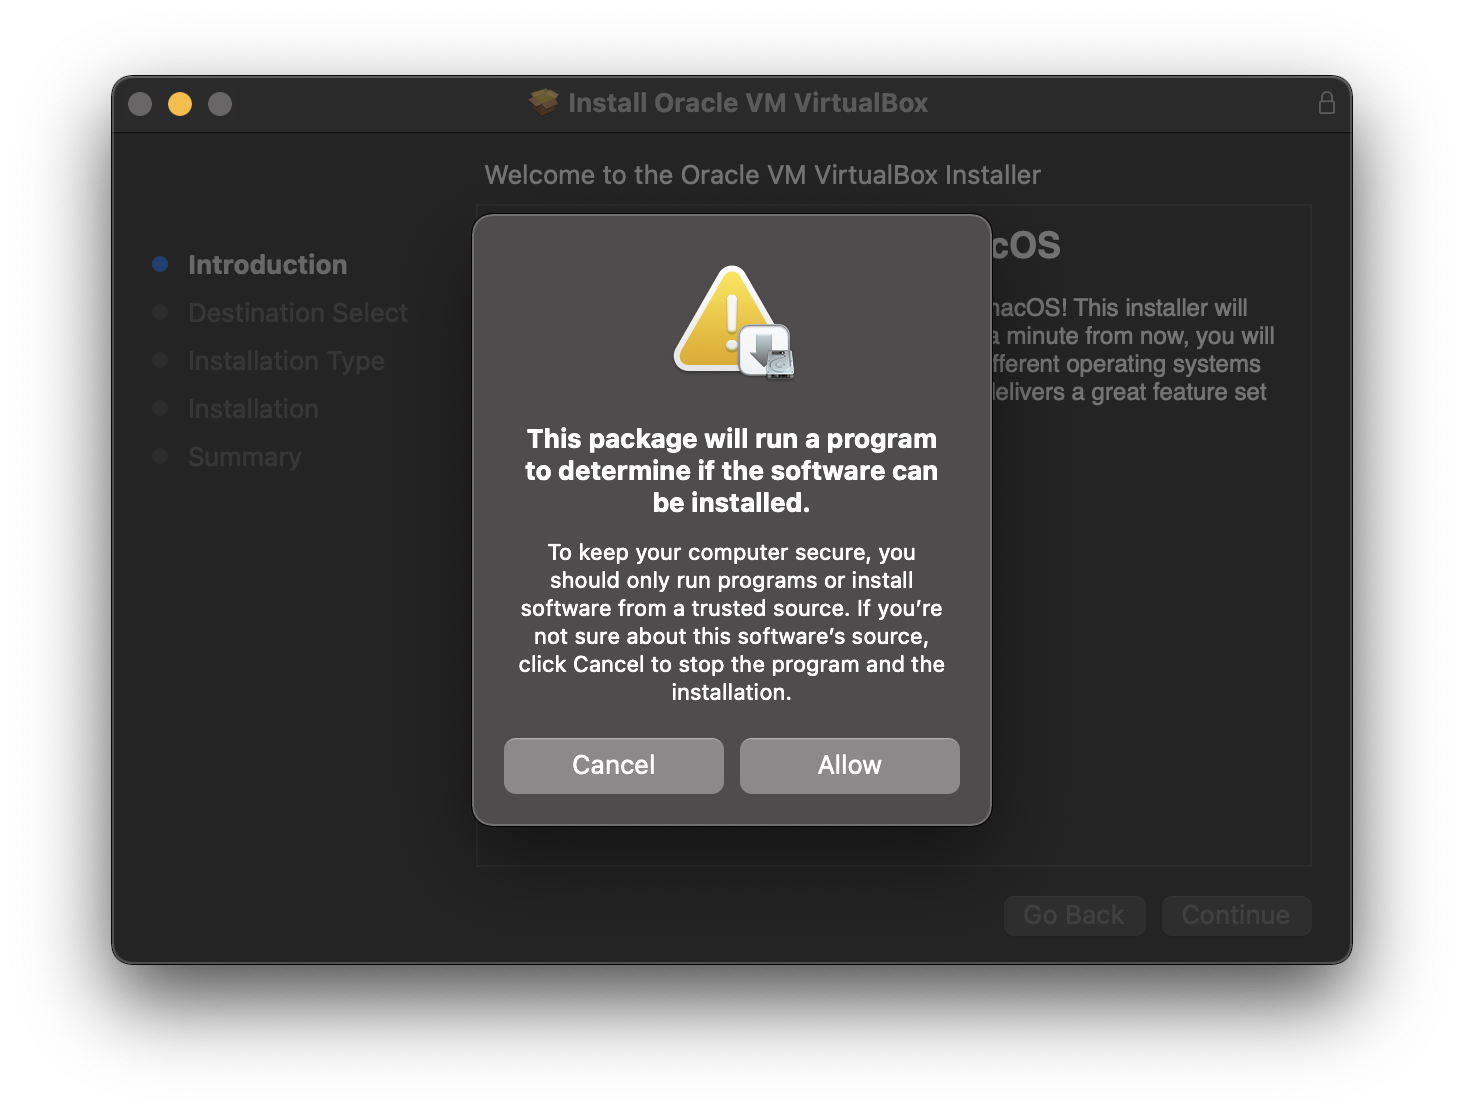 Install Oracle VM VirtualBox
Welcome to the Oracle VM VirtualBox Installer
Introduction
Destination Select
Installation Type
Installation
Summary
This package will run a program
to determine if the software can
be installed.
To keep your computer secure, you
should only run programs or install
software from a trusted source. If you’re
not sure about this software’s source,
click Cancel to stop the program and the
installation.
Cancel
Allow
cOS
macOS! This installer will
a minute from now, you will
fferent operating systems
delivers a great feature set
Go Back
Continue